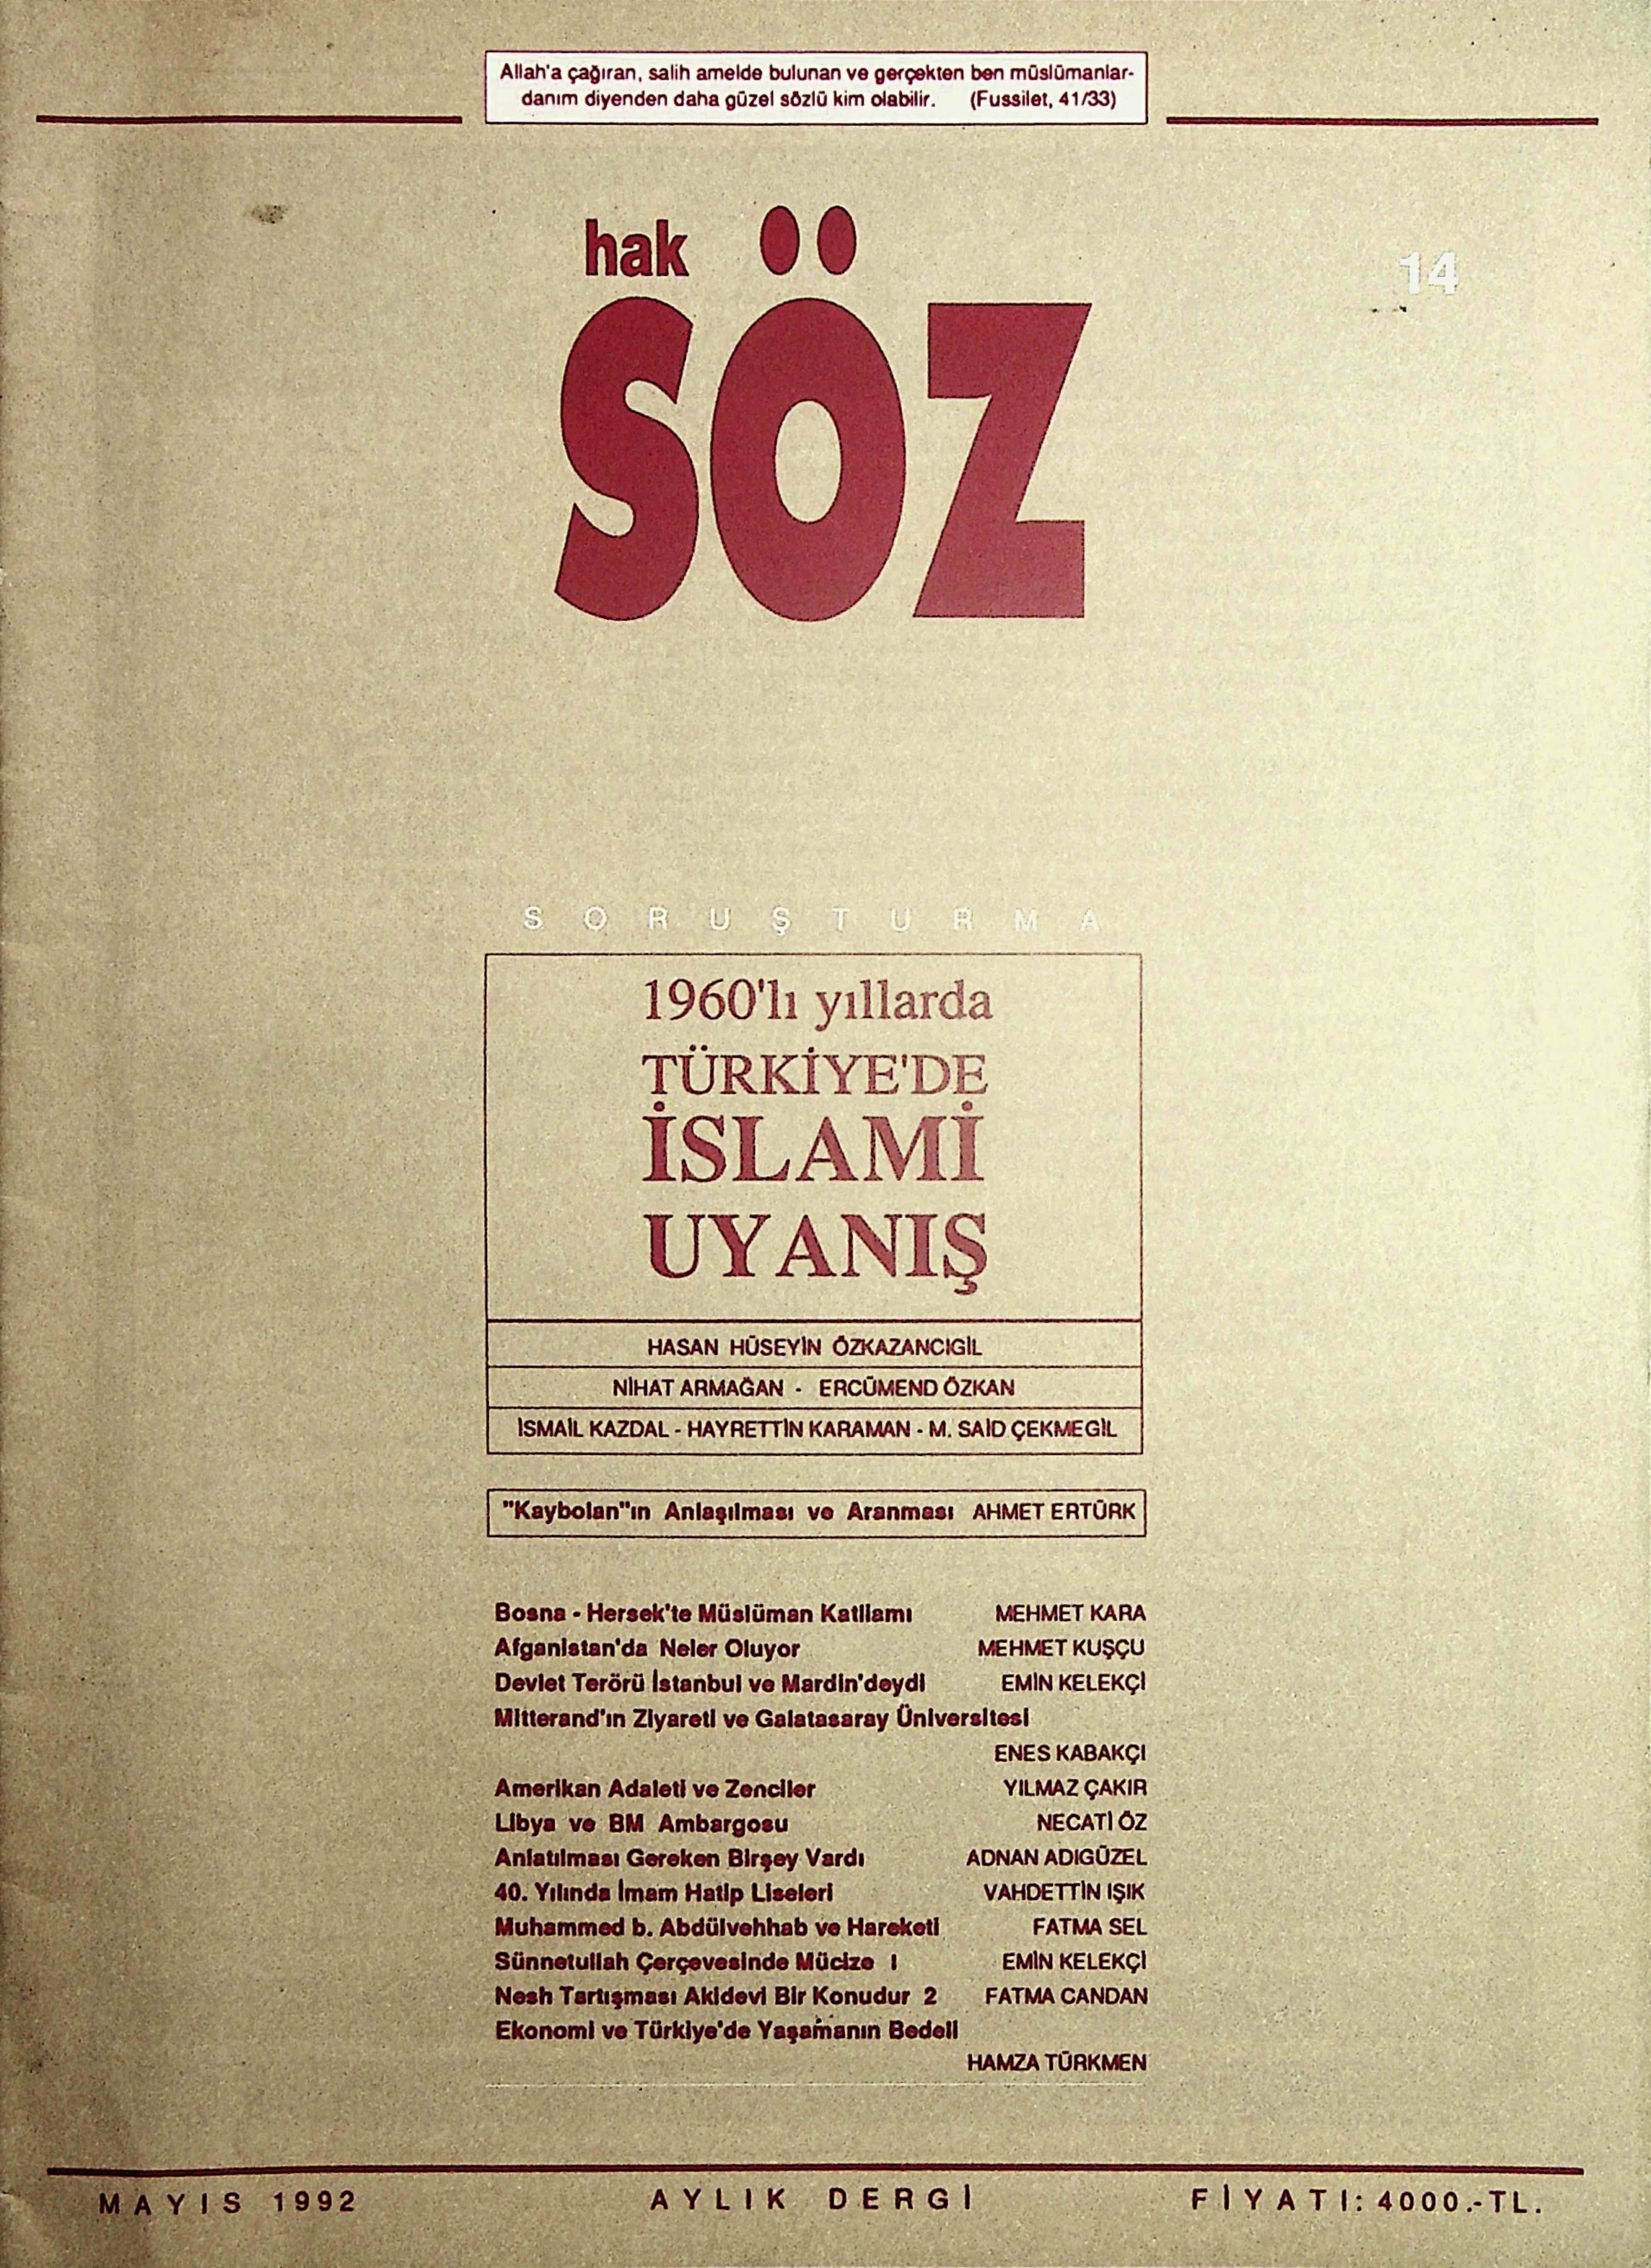 Allah'a çağıran, salih amelde bulunan ve gerçekten ben müslümanlar-
danım diyenden daha güzel sözlü kim olabilir. (Fussilet, 41/33)
hak
SÖZ
14
SORUŞTURMA
1960'lı yıllarda
TÜRKİYE'DE
İSLAMİ
UYANIŞ
HASAN HÜSEYİN ÖZKAZANCIGİL
NİHAT ARMAĞAN - ERCÜMEND ÖZKAN
İSMAİL KAZDAL - HAYRETTİN KARAMAN - M. SAİD ÇEKMEGİL
"Kaybolan"ın Anlaşılması ve Aranması AHMET ERTÜRK
Bosna - Hersek'te Müslüman Katliamı MEHMET KARA
Afganistan'da Neler Oluyor MEHMET KUŞÇU
Devlet Terörü İstanbul ve Mardin'deydi EMİN KELEKÇİ
Mitterand'ın Ziyareti ve Galatasaray Üniversitesi
ENES KABAKÇI
Amerikan Adaleti ve Zenciler YILMAZ ÇAKIR
Libya ve BM Ambargosu NECATİ ÖZ
Anlatılması Gereken Birşey Vardı ADNAN ADIGÜZEL
40. Yılında İmam Hatip Liseleri VAHDETTİN IŞIK
Muhammed b. Abdülvehhab ve Hareketi FATMA SEL
Sünnetullah Çerçevesinde Mücize I EMİN KELEKÇİ
Nesh Tartışması Akidevi Bir Konudur 2 FATMA CANDAN
Ekonomi ve Türkiye'de Yaşamanın Bedeli
HAMZA TÜRKMEN
MAYIS 1992 AYLIK DERGİ FİYATI: 4000.-TL.